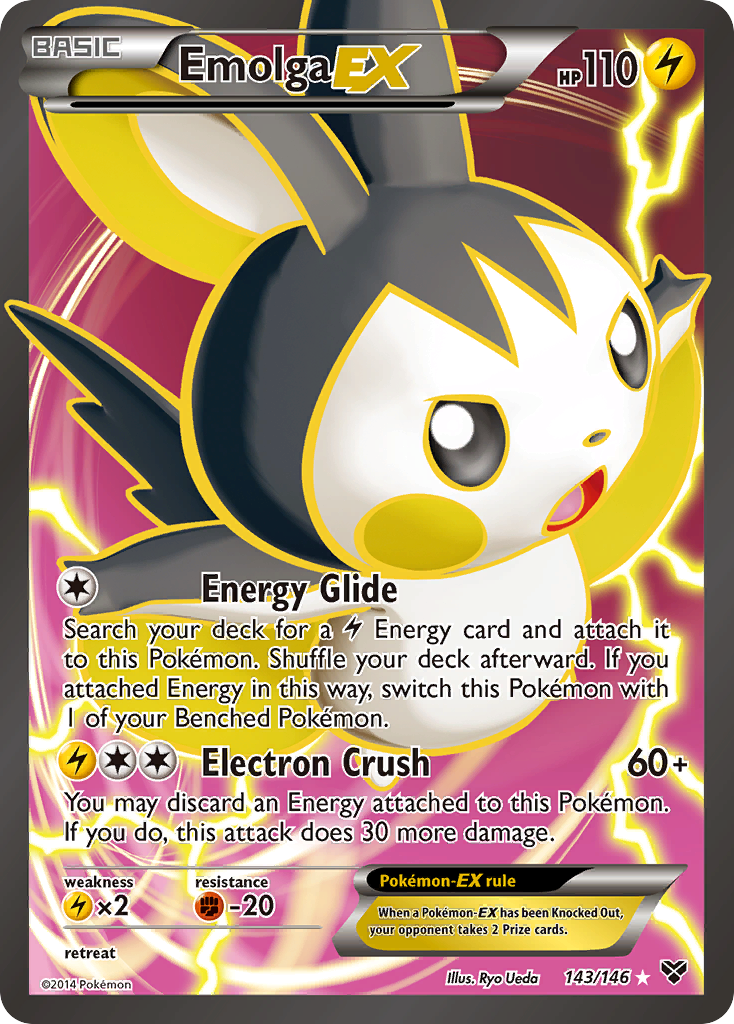 BASIC
Emolga EX
HP110
Energy Glide
Search your deck for a Energy card and attach it
to this Pokémon. Shuffle your deck afterward. If you
attached Energy in this way, switch this Pokémon with
1 of your Benched Pokémon.
Electron Crush 60+
You may discard an Energy attached to this Pokémon.
If you do, this attack does 30 more damage.
weakness resistance
×2 -20
retreat
Pokémon-EX rule
When a Pokémon-EX has been Knocked Out,
your opponent takes 2 Prize cards.
©2014 Pokémon
Illus. Ryo Ueda 143/146